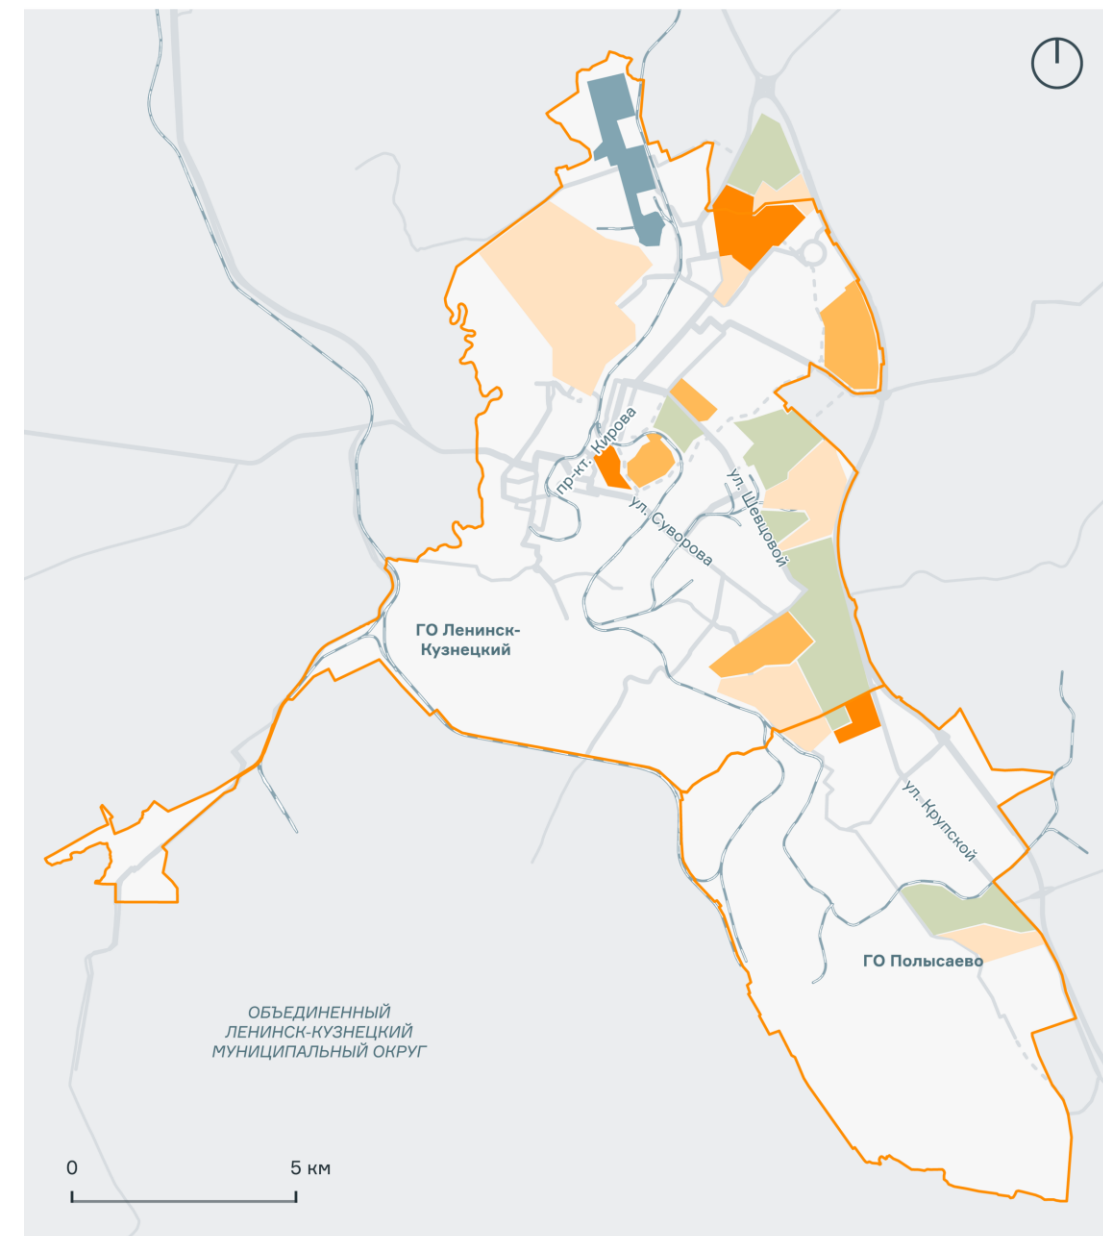 пр-кт. Кирова
ул. Суворова
ул. Шевцовой
ГО Ленинск-
Кузнецкий
ул. Крупской
ГО Полысаево
ОБЪЕДИНЕННЫЙ
ЛЕНИНСК-КУЗНЕЦКИЙ
МУНИЦИПАЛЬНЫЙ ОКРУГ
0 5 км